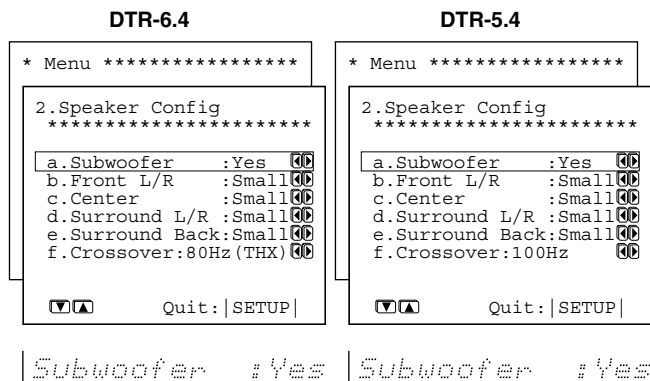 DTR-6.4
* Menu *****************
2.Speaker Config
***********************
a.Subwoofer :Yes
b.Front L/R :Small
c.Center :Small
d.Surround L/R :Small
e.Surround Back:Small
f.Crossover:80Hz(THX)
Quit:|SETUP|
Subwoofer :Yes
DTR-5.4
* Menu *****************
2.Speaker Config
***********************
a.Subwoofer :Yes
b.Front L/R :Small
c.Center :Small
d.Surround L/R :Small
e.Surround Back:Small
f.Crossover:100Hz
Quit:|SETUP|
Subwoofer :Yes